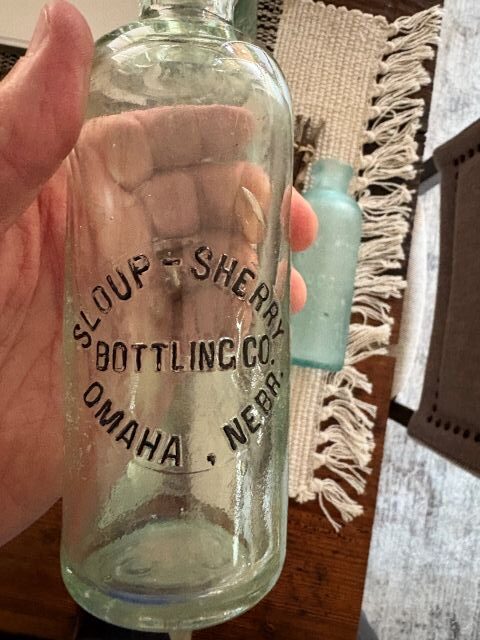 SLOUP - SHERRY
BOTTLING CO.
OMAHA, NEBR.